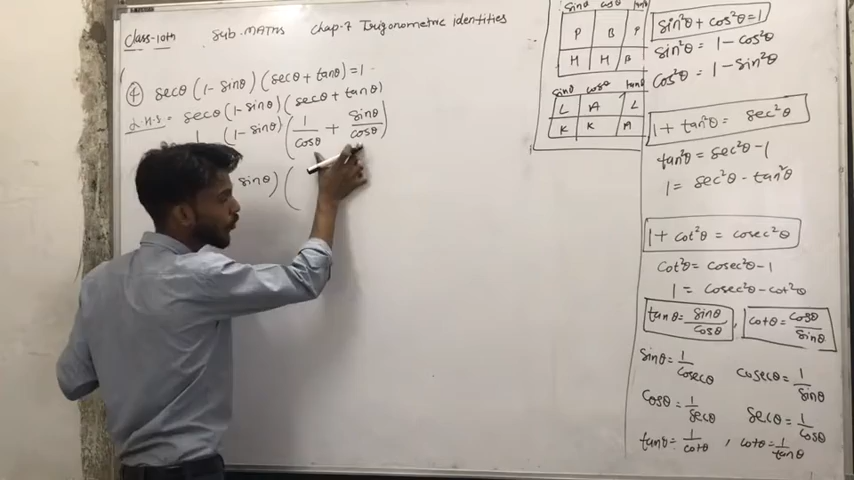 Class-10th Sub-MATHS Chap-7 Trigonometric identities
④ secθ (1-sinθ) (secθ + tanθ) = 1
L.H.S = secθ (1-sinθ) (secθ + tanθ)
1 (1-sinθ) (1/cosθ + sinθ/cosθ)
sinθ) (
sinθ cosθ tanθ
P B P
H H B
sinθ cosθ tanθ
L A L
K K A
sin²θ + cos²θ = 1
sin²θ = 1 - cos²θ
cos²θ = 1 - sin²θ
1 + tan²θ = sec²θ
tan²θ = sec²θ - 1
1 = sec²θ - tan²θ
1 + cot²θ = cosec²θ
cot²θ = cosec²θ - 1
1 = cosec²θ - cot²θ
tanθ = sinθ/cosθ , cotθ = cosθ/sinθ
sinθ = 1/cosecθ cosecθ = 1/sinθ
cosθ = 1/secθ secθ = 1/cosθ
tanθ = 1/cotθ , cotθ = 1/tanθ